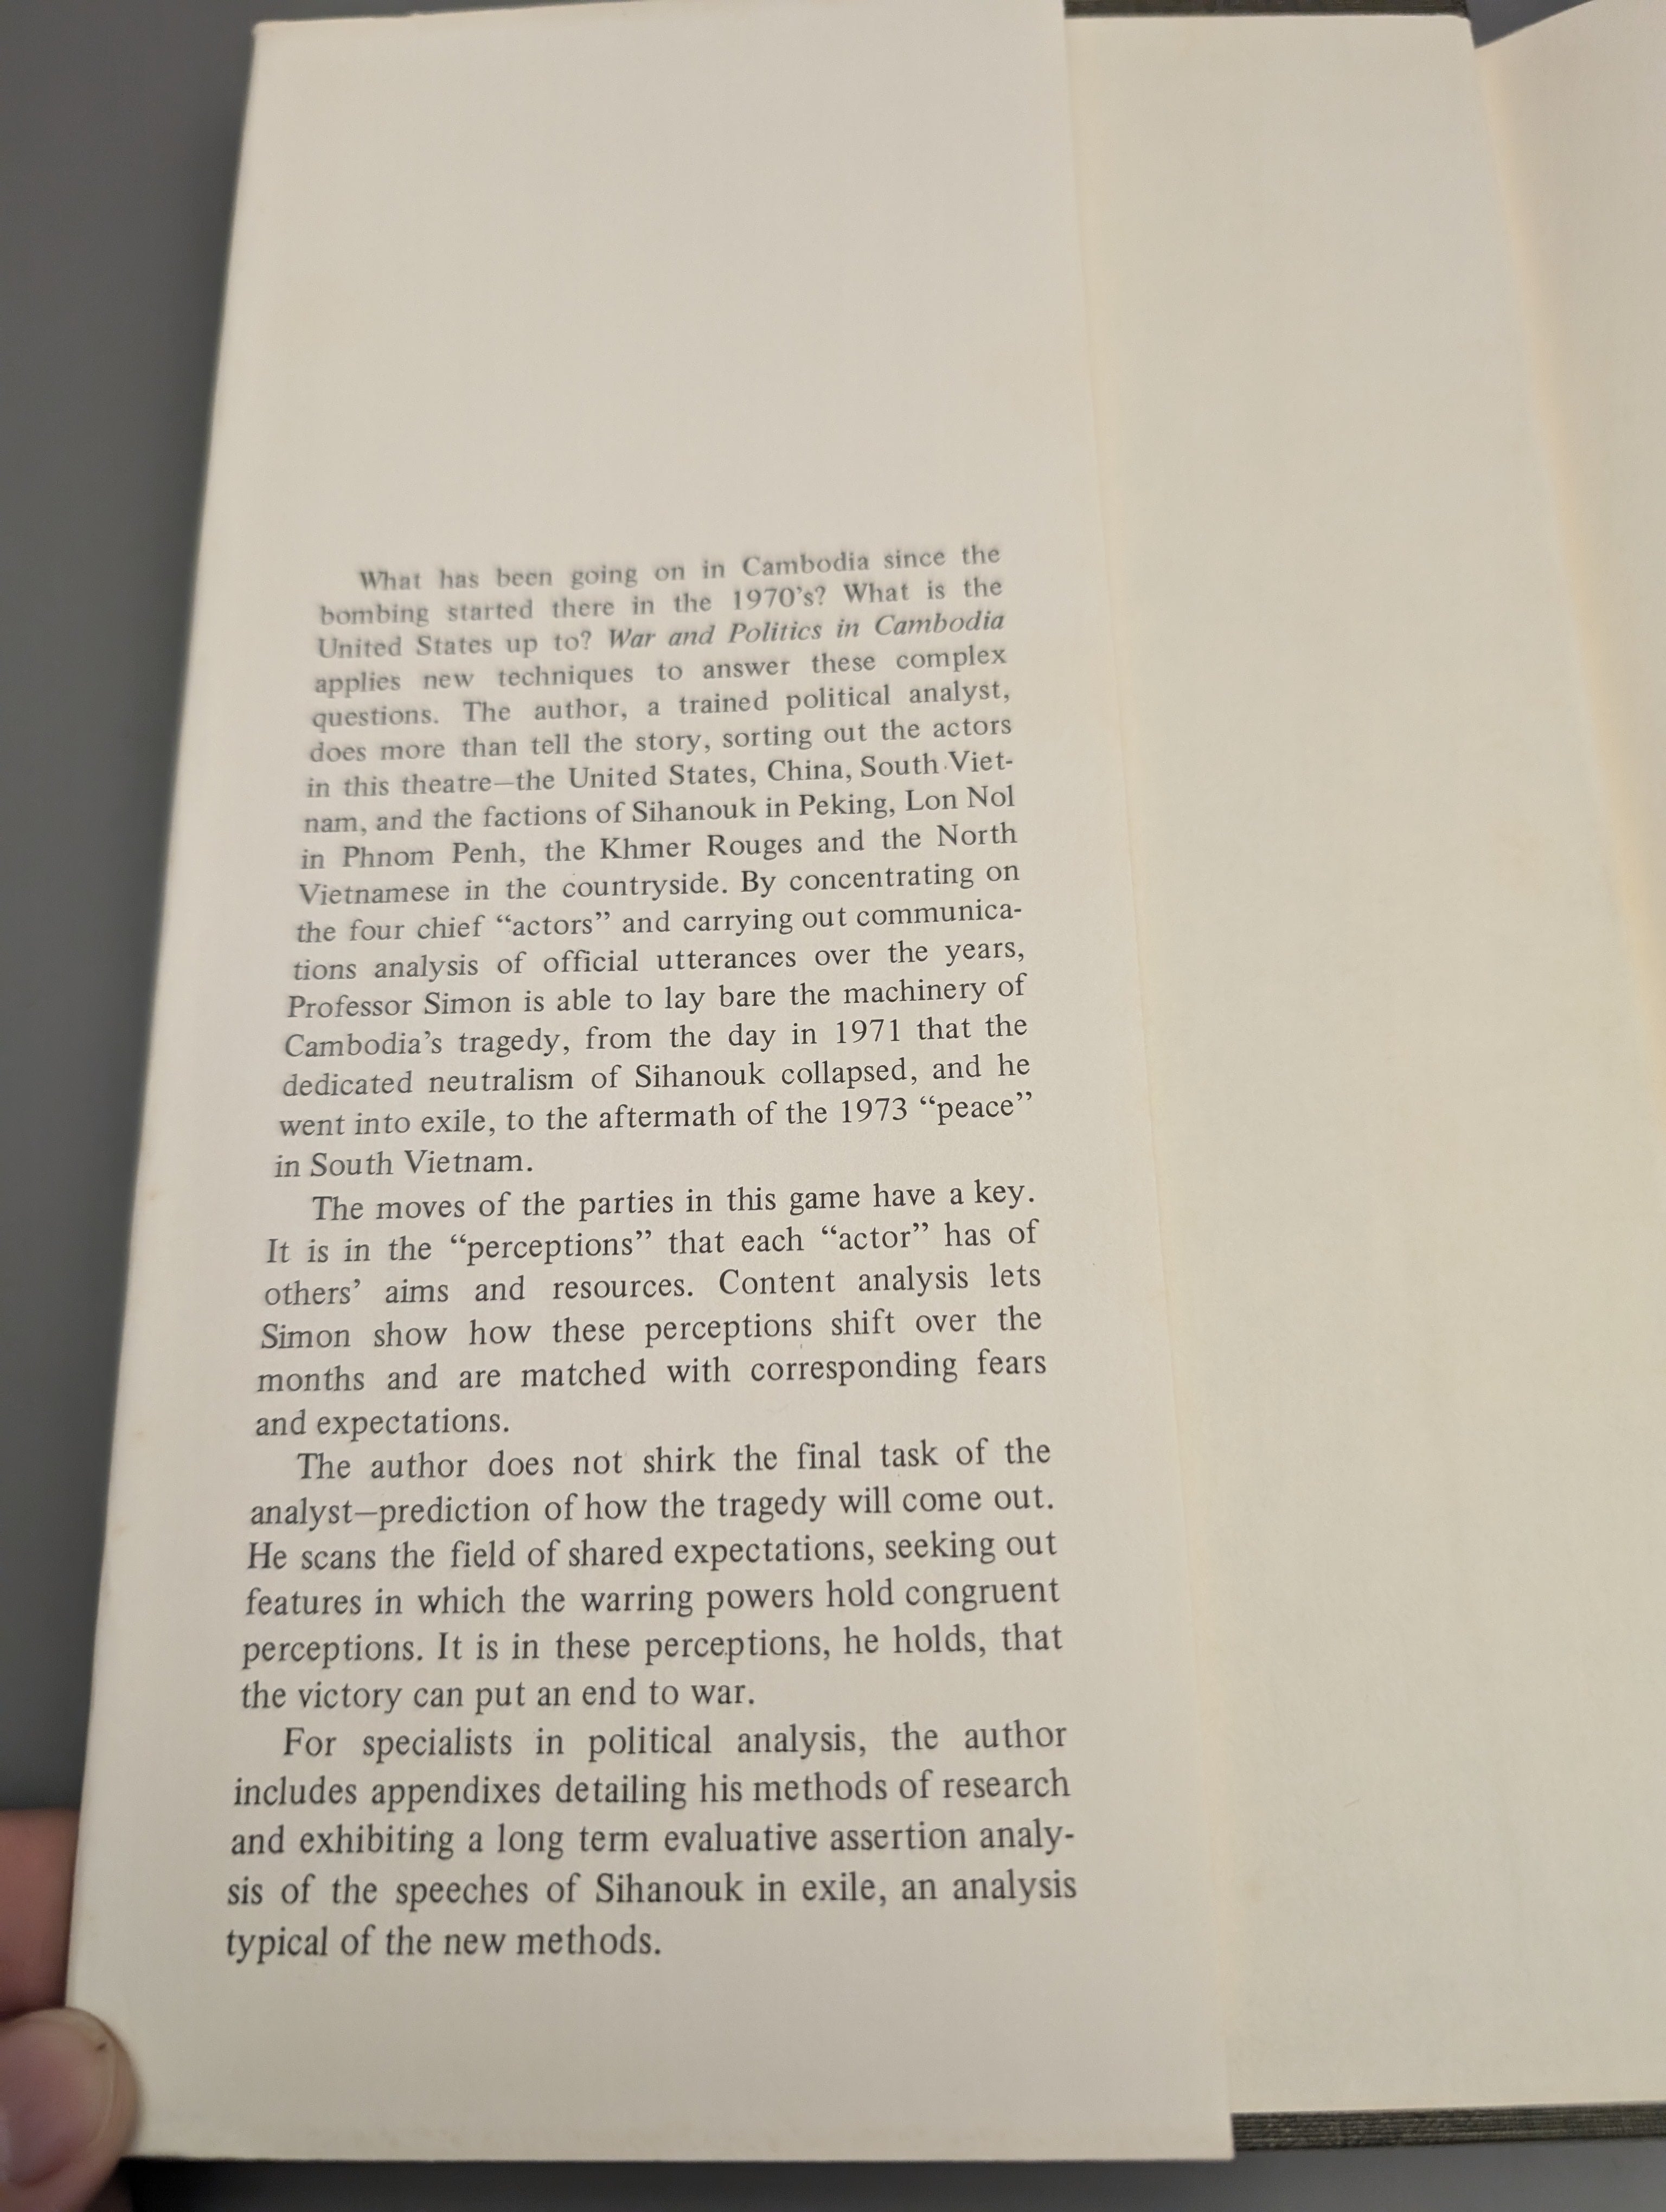 What has been going on in Cambodia since the
bombing started there in the 1970's? What is the
United States up to? War and Politics in Cambodia
applies new techniques to answer these complex
questions. The author, a trained political analyst,
does more than tell the story, sorting out the actors
in this theatre—the United States, China, South Viet-
nam, and the factions of Sihanouk in Peking, Lon Nol
in Phnom Penh, the Khmer Rouges and the North
Vietnamese in the countryside. By concentrating on
the four chief “actors” and carrying out communica-
tions analysis of official utterances over the years,
Professor Simon is able to lay bare the machinery of
Cambodia’s tragedy, from the day in 1971 that the
dedicated neutralism of Sihanouk collapsed, and he
went into exile, to the aftermath of the 1973 “peace”
in South Vietnam.
The moves of the parties in this game have a key.
It is in the “perceptions” that each “actor” has of
others’ aims and resources. Content analysis lets
Simon show how these perceptions shift over the
months and are matched with corresponding fears
and expectations.
The author does not shirk the final task of the
analyst—prediction of how the tragedy will come out.
He scans the field of shared expectations, seeking out
features in which the warring powers hold congruent
perceptions. It is in these perceptions, he holds, that
the victory can put an end to war.
For specialists in political analysis, the author
includes appendixes detailing his methods of research
and exhibiting a long term evaluative assertion analy-
sis of the speeches of Sihanouk in exile, an analysis
typical of the new methods.